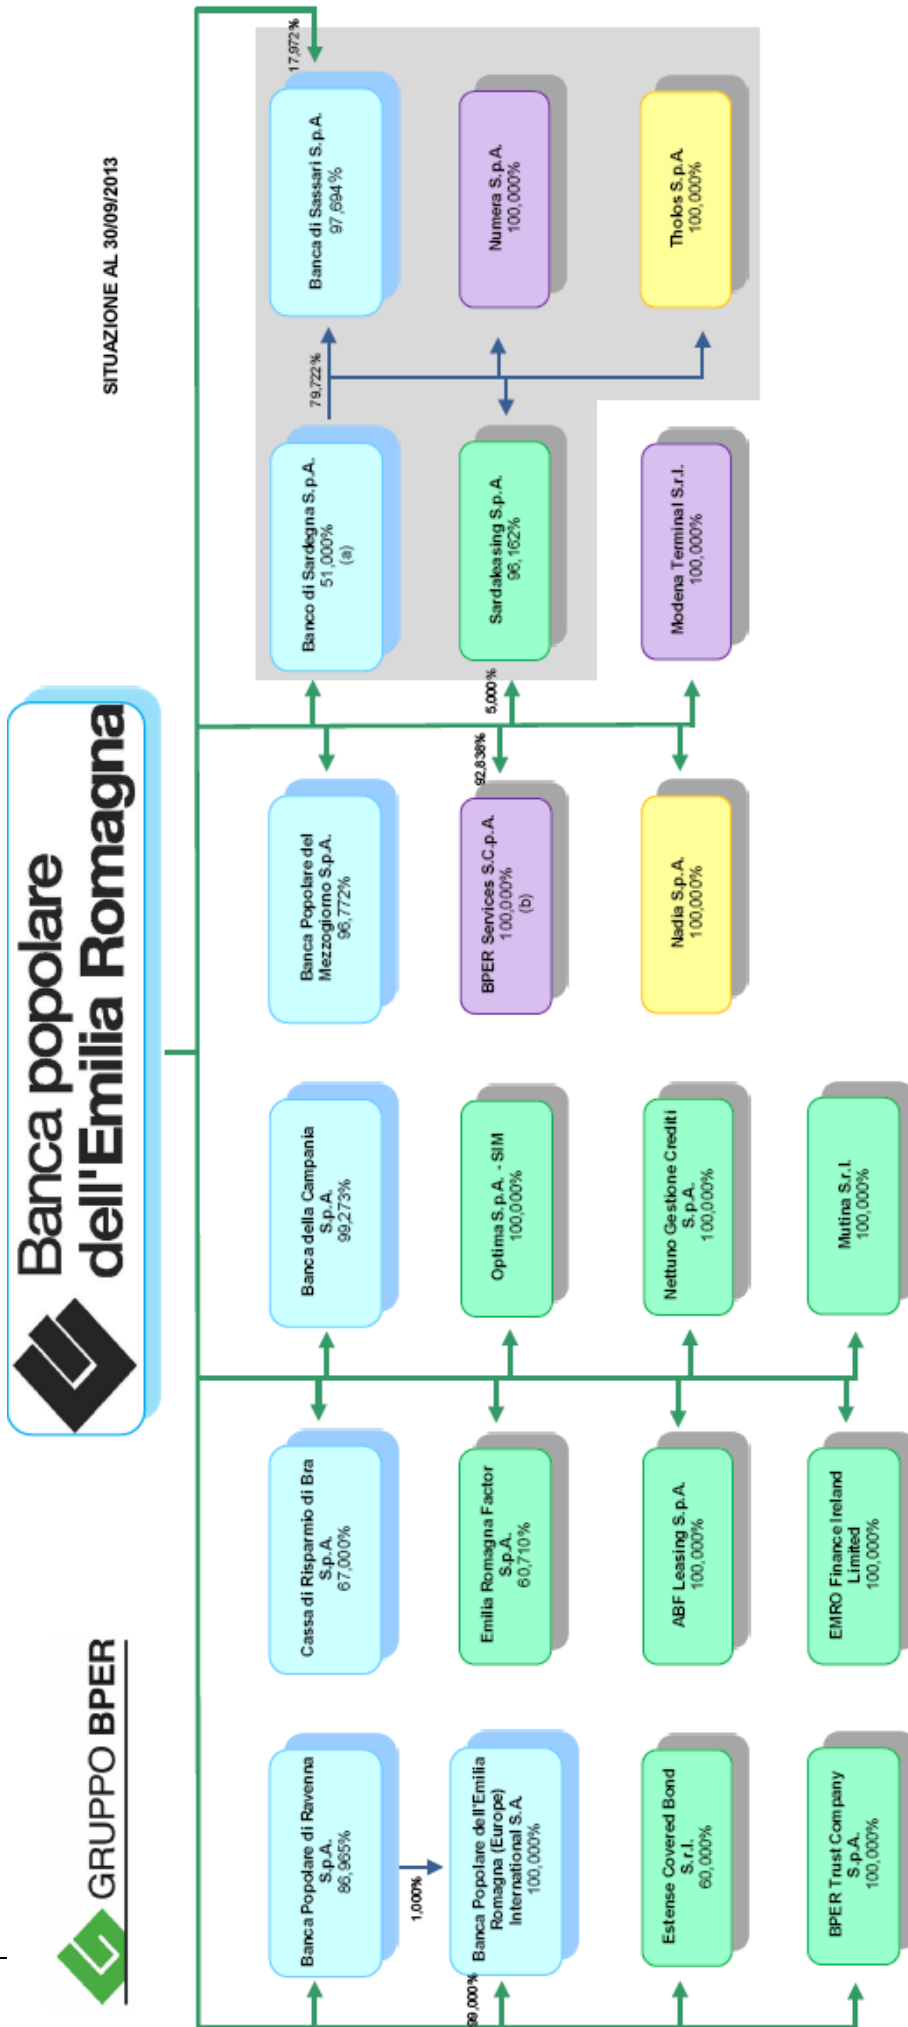 GRUPPO BPER
Banca popolare
dell'Emilia Romagna
SITUAZIONE AL 30/09/2013
Banca Popolare di Ravenna
S.p.A.
86,965%
Cassa di Risparmio di Bra
S.p.A.
67,000%
Banca della Campania
S.p.A.
99,273%
Banca Popolare del
Mezzogiorno S.p.A.
96,772%
Banco di Sardegna S.p.A.
51,000%
(a)
79,722%
Banca di Sassari S.p.A.
97,694%
17,972%
1,000%
99,000%
Banca Popolare dell'Emilia
Romagna (Europe)
International S.A.
100,000%
Emilia Romagna Factor
S.p.A.
60,710%
Optima S.p.A. - SIM
100,000%
92,838%
BPER Services S.C.p.A.
100,000%
(b)
5,000%
Sardaleasing S.p.A.
96,162%
Numera S.p.A.
100,000%
Estense Covered Bond
S.r.l.
60,000%
ABF Leasing S.p.A.
100,000%
Nettuno Gestione Crediti
S.p.A.
100,000%
Nadia S.p.A.
100,000%
Modena Terminal S.r.l.
100,000%
Tholos S.p.A.
100,000%
BPER Trust Company
S.p.A.
100,000%
EMRO Finance Ireland
Limited
100,000%
Mutina S.r.l.
100,000%